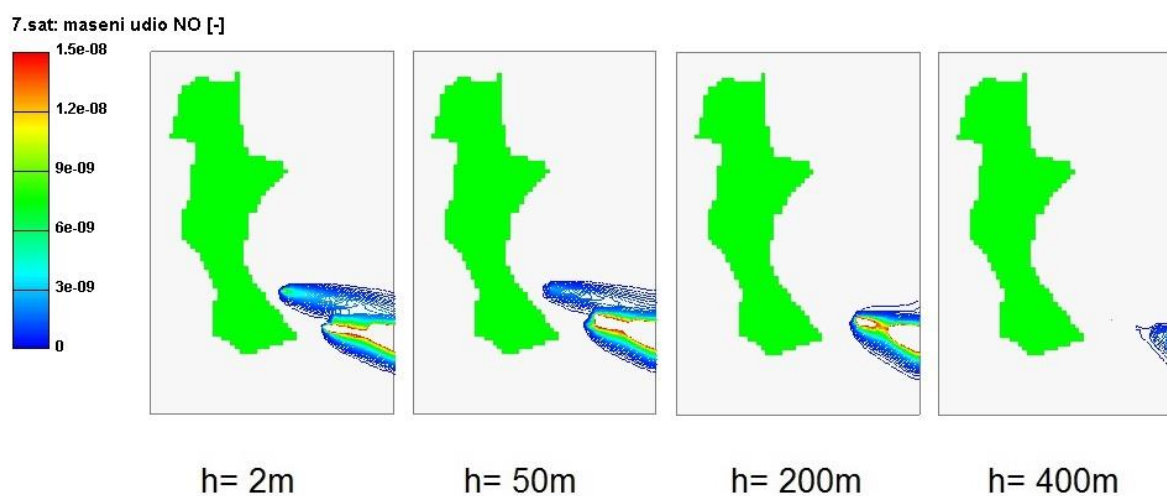 7.sat: maseni udio NO [-]
1.5e-08
1.2e-08
9e-09
6e-09
3e-09
0
h= 2m
h= 50m
h= 200m
h= 400m